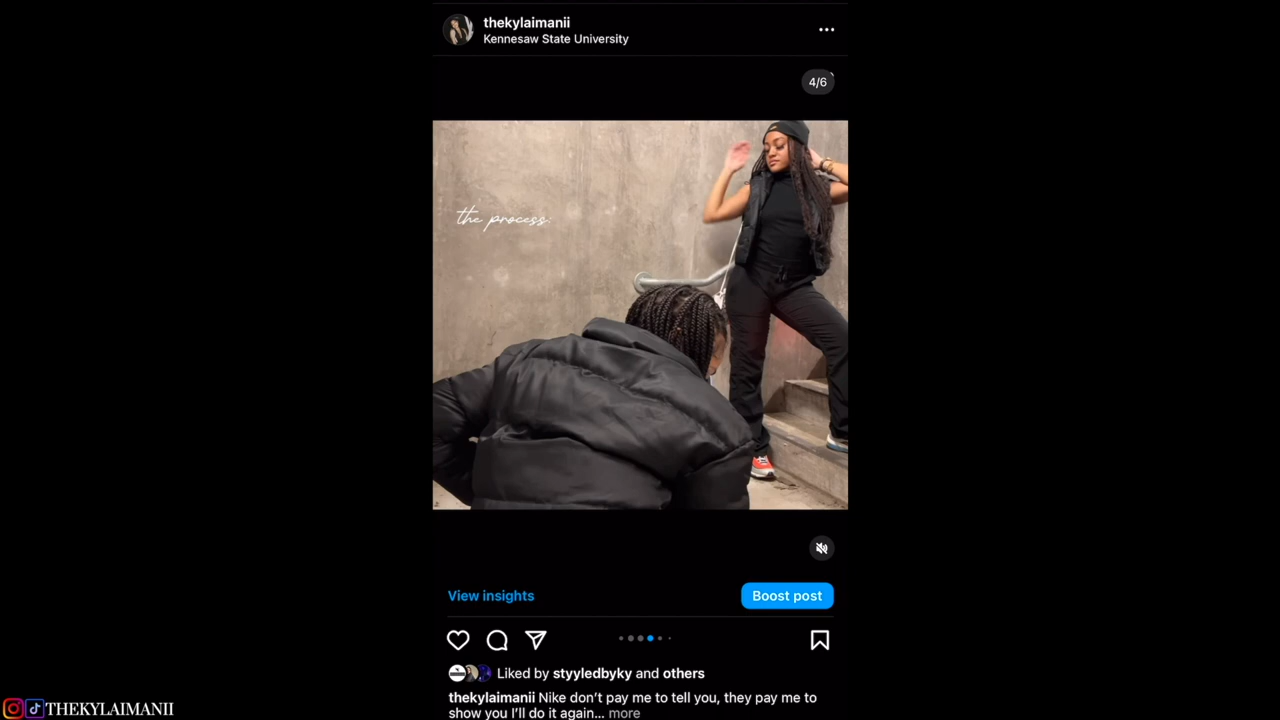 thekylaimanii
Kennesaw State University
4/6
the process:
View insights
Boost post
Liked by styyledbyky and others
thekylaimanii Nike don’t pay me to tell you, they pay me to
show you I’ll do it again... more
THEKYLAIMANII